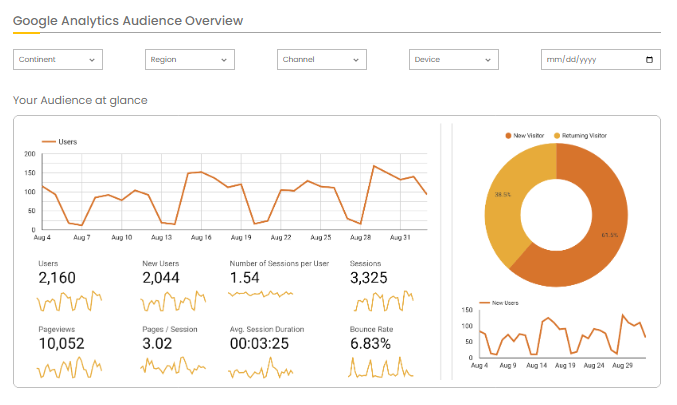 Google Analytics Audience Overview
Continent Region Channel Device mm/dd/yyyy
Your Audience at glance
Users
200
150
100
50
0
Aug 4 Aug 7 Aug 10 Aug 13 Aug 16 Aug 19 Aug 22 Aug 25 Aug 28 Aug 31
Users New Users Number of Sessions per User Sessions
2,160 2,044 1.54 3,325
Pageviews Pages / Session Avg. Session Duration Bounce Rate
10,052 3.02 00:03:25 6.83%
New Visitor Returning Visitor
38.5%
New Users
150
100
50
0
Aug 4 Aug 9 Aug 14 Aug 19 Aug 24 Aug 29